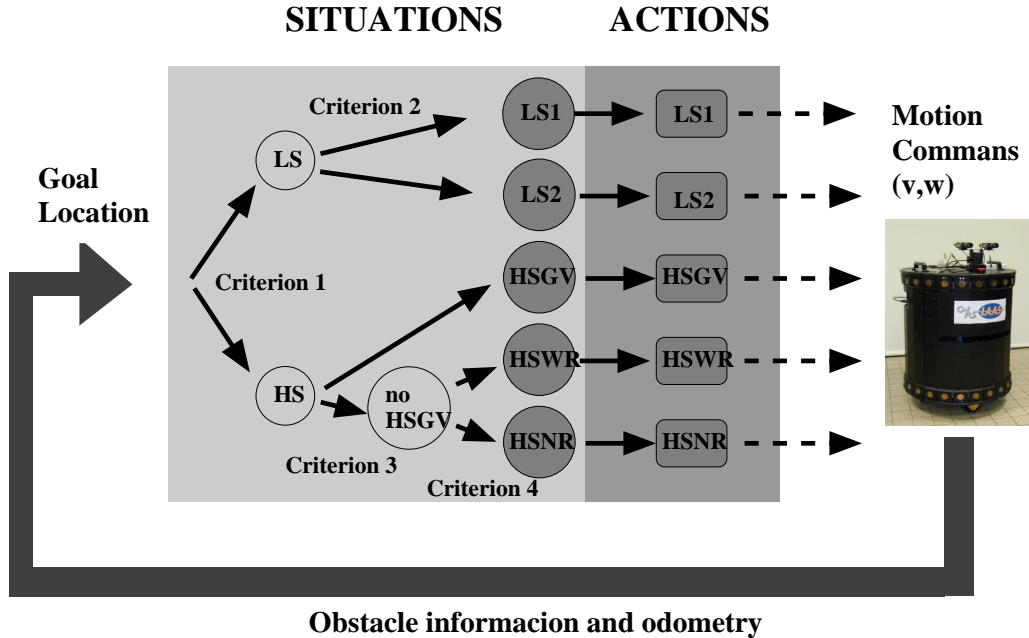 SITUATIONS
ACTIONS
Criterion 2
LS1
LS1
Motion
Commans
(v,w)
LS
Goal
Location
LS2
LS2
Criterion 1
HSGV
HSGV
LAAS
HSWR
HSWR
HS
no
HSGV
HSNR
HSNR
Criterion 3
Criterion 4
Obstacle informacion and odometry